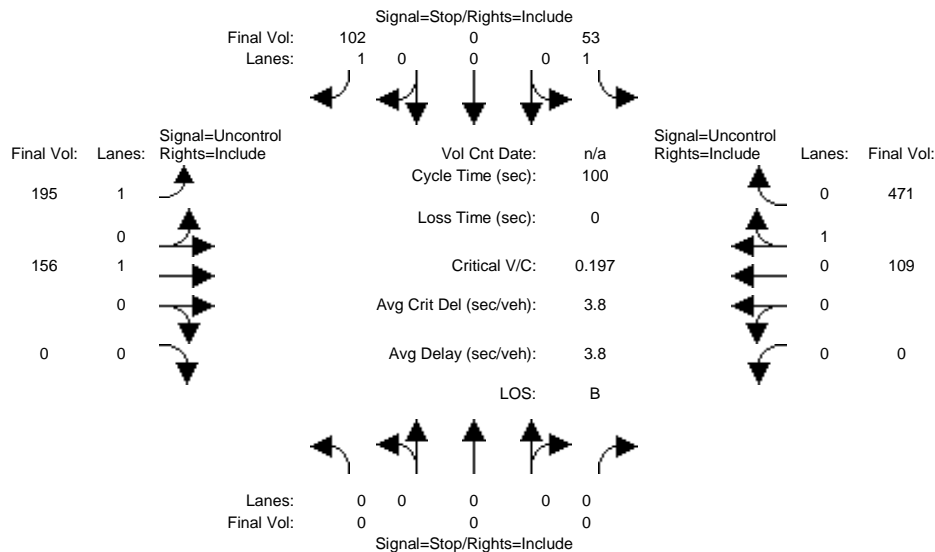 Signal=Stop/Rights=Include
Final Vol: 102 0 53
Lanes: 1 0 0 0 1
Signal=Uncontrol
Final Vol: Lanes: Rights=Include
Vol Cnt Date: n/a
Signal=Uncontrol
Rights=Include Lanes: Final Vol:
Cycle Time (sec): 100
195 1
0 471
Loss Time (sec): 0
0
1
156 1
Critical V/C: 0.197
0 109
0
Avg Crit Del (sec/veh): 3.8
0
0 0
Avg Delay (sec/veh): 3.8
0 0
LOS: B
Lanes: 0 0 0 0 0
Final Vol: 0 0 0
Signal=Stop/Rights=Include